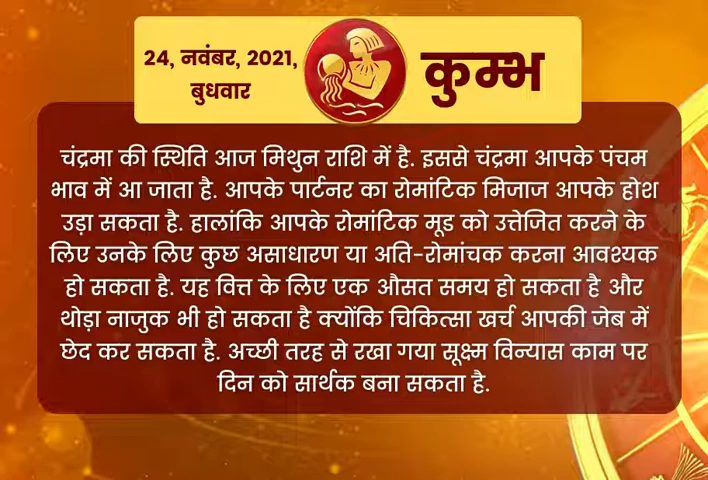 24, नवंबर, 2021,
बुधवार
कुम्भ
चंद्रमा की स्थिति आज मिथुन राशि में है. इससे चंद्रमा आपके पंचम
भाव में आ जाता है. आपके पार्टनर का रोमांटिक मिजाज आपके होश
उड़ा सकता है. हालांकि आपके रोमांटिक मूड को उत्तेजित करने के
लिए उनके लिए कुछ असाधारण या अति-रोमांचक करना आवश्यक
हो सकता है. यह वित्त के लिए एक औसत समय हो सकता है और
थोड़ा नाजुक भी हो सकता है क्योंकि चिकित्सा खर्च आपकी जेब में
छेद कर सकता है. अच्छी तरह से रखा गया सूक्ष्म विन्यास काम पर
दिन को सार्थक बना सकता है.